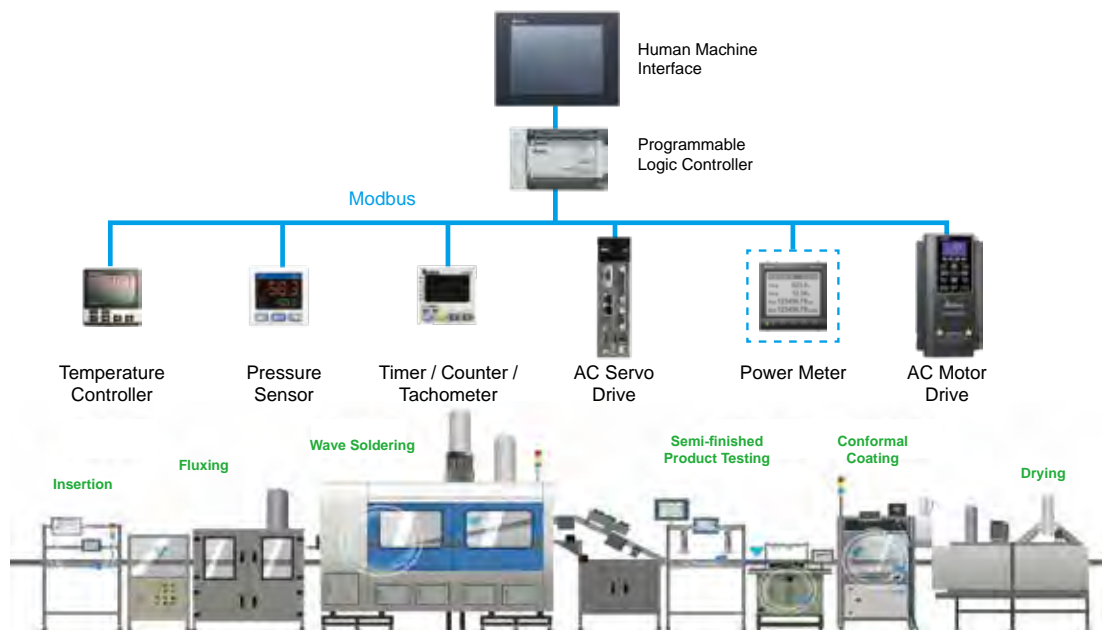 Human Machine
Interface
Programmable
Logic Controller
Modbus
Temperature
Controller
Pressure
Sensor
Timer / Counter /
Tachometer
AC Servo
Drive
Power Meter
AC Motor
Drive
Insertion
Fluxing
Wave Soldering
Semi-finished
Product Testing
Conformal
Coating
Drying